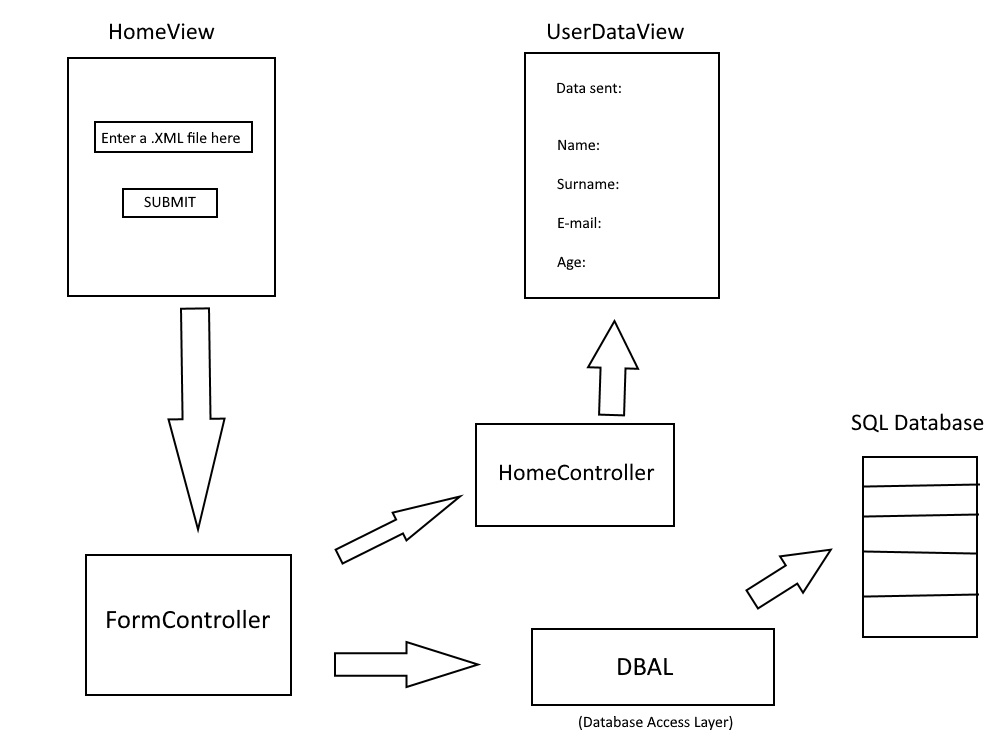 HomeView
Enter a .XML file here
SUBMIT
UserDataView
Data sent:
Name:
Surname:
E-mail:
Age:
HomeController
SQL Database
FormController
DBAL
(Database Access Layer)